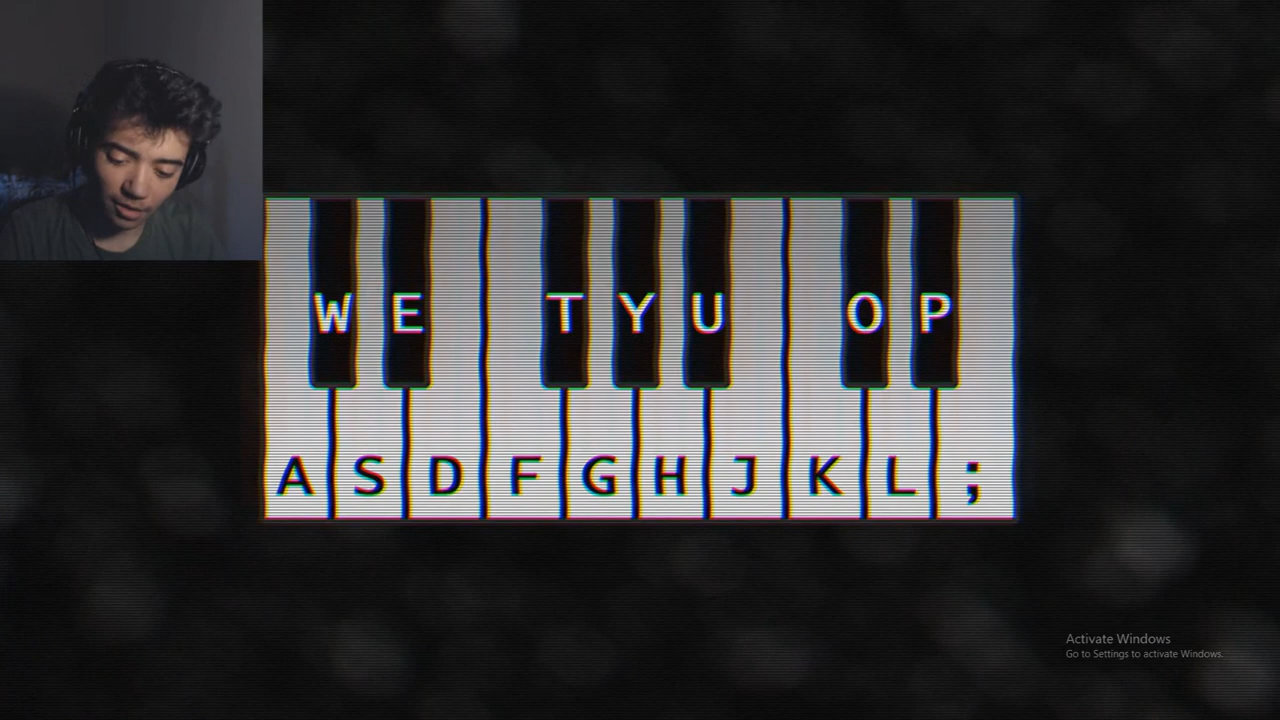 W E T Y U O P
A S D F G H J K L ;
Activate Windows
Go to Settings to activate Windows.